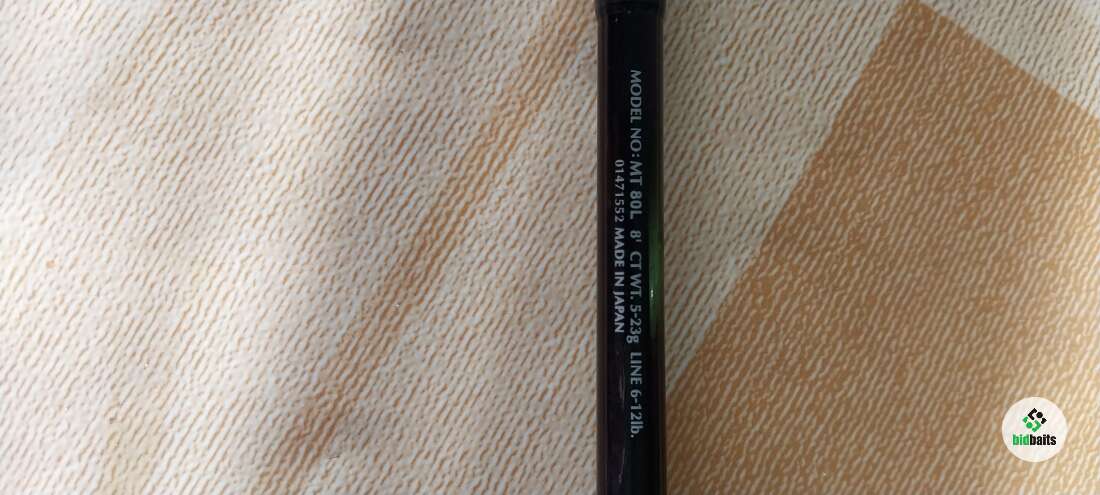 MODEL NO: MT 80L 8' CT WT. 5-23g LINE 6-12lb.
01471552 MADE IN JAPAN
bidbaits